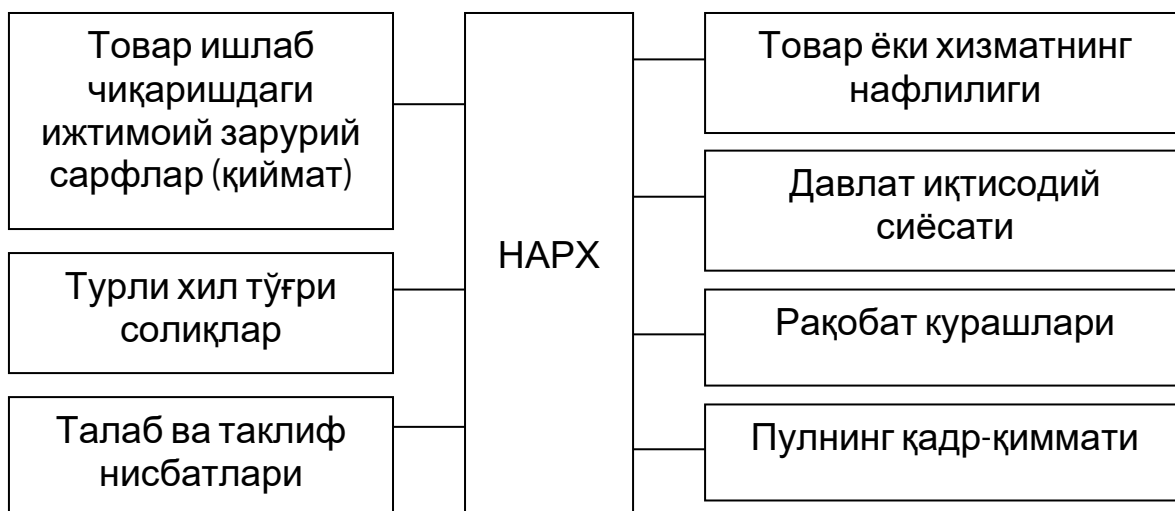 Товар ишлаб
чиқаришдаги
ижтимоий зарурий
сарфлар (қиймат)
Турли хил тўғри
солиқлар
Талаб ва таклиф
нисбатлари
НАРХ
Товар ёки хизматнинг
нафлилиги
Давлат иқтисодий
сиёсати
Рақобат курашлари
Пулнинг қадр-қиммати